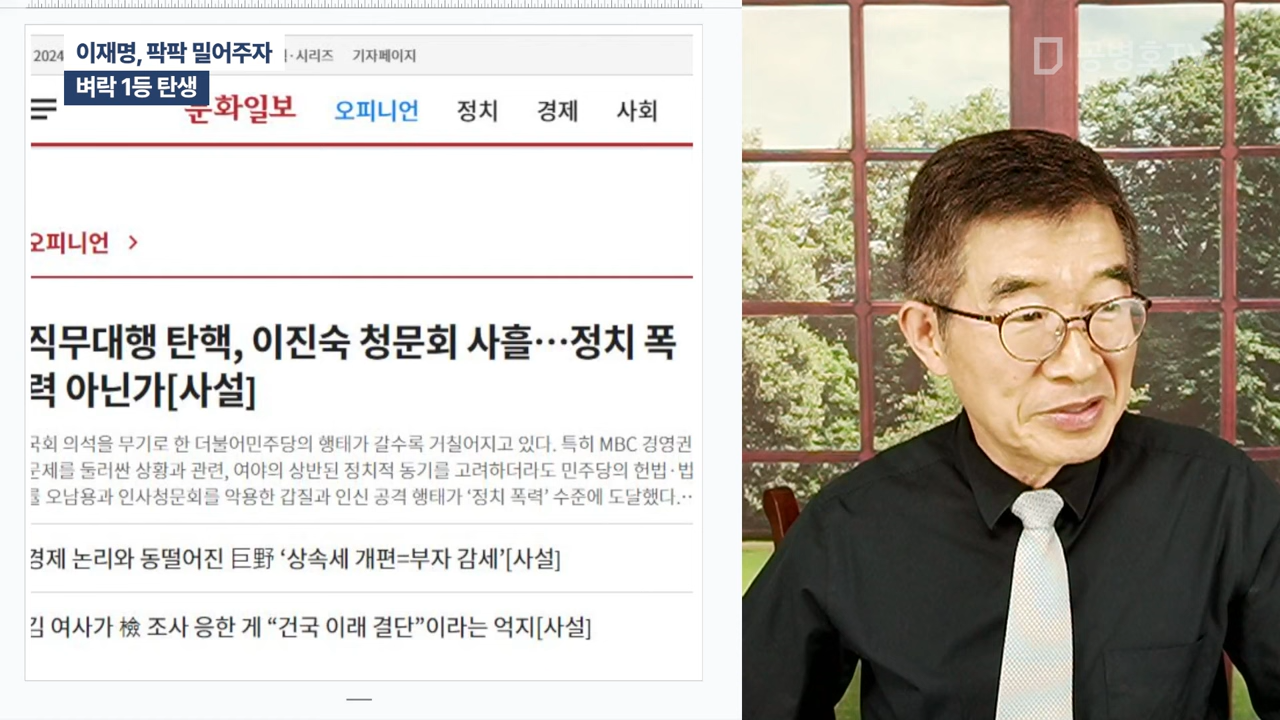 이재명, 팍팍 밀어주자
벼락 1등 탄생
2024
·시리즈 기자페이지
문화일보 오피니언 정치 경제 사회
오피니언 >
직무대행 탄핵, 이진숙 청문회 사흘…정치 폭
력 아닌가[사설]
국회 의석을 무기로 한 더불어민주당의 행태가 갈수록 거칠어지고 있다. 특히 MBC 경영권
문제를 둘러싼 상황과 관련, 여야의 상반된 정치적 동기를 고려하더라도 민주당의 헌법·법
률 오남용과 인사청문회를 악용한 갑질과 인신 공격 행태가 ‘정치 폭력’ 수준에 도달했다…
경제 논리와 동떨어진 巨野 ‘상속세 개편=부자 감세’[사설]
김 여사가 檢 조사 응한 게 “건국 이래 결단”이라는 억지[사설]
공병호TV